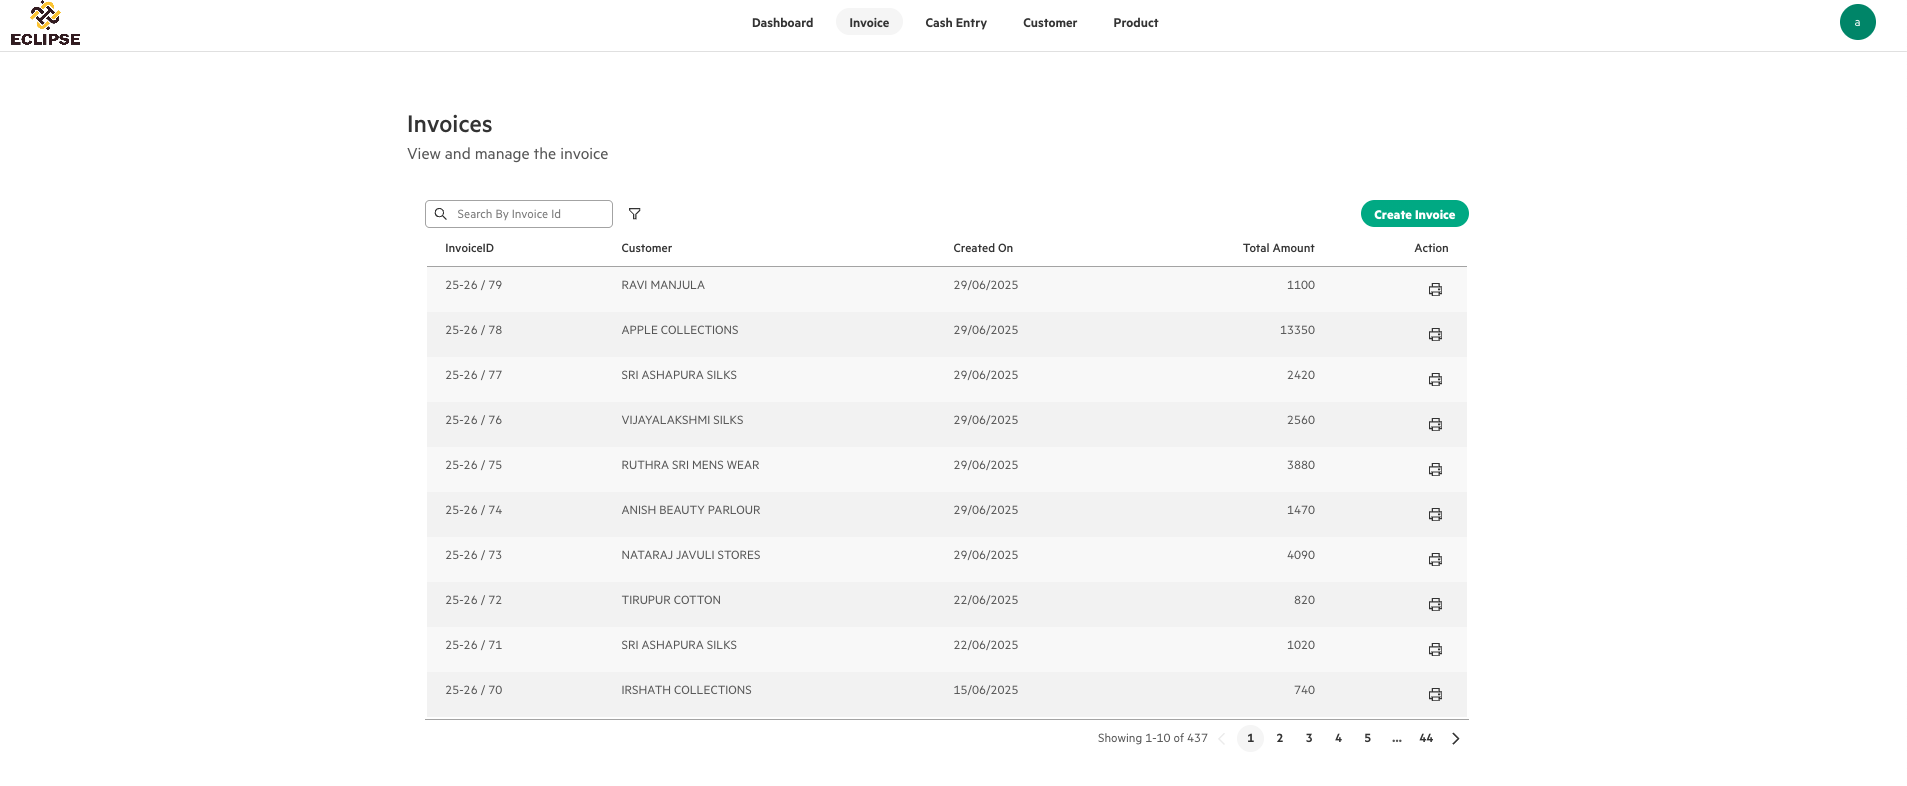 ECLIPSE
Dashboard Invoice Cash Entry Customer Product
a
Invoices
View and manage the invoice
Search By Invoice Id
Create Invoice
InvoiceID Customer Created On Total Amount Action
25-26 / 79 RAVI MANJULA 29/06/2025 1100
25-26 / 78 APPLE COLLECTIONS 29/06/2025 13350
25-26 / 77 SRI ASHAPURA SILKS 29/06/2025 2420
25-26 / 76 VIJAYALAKSHMI SILKS 29/06/2025 2560
25-26 / 75 RUTHRA SRI MENS WEAR 29/06/2025 3880
25-26 / 74 ANISH BEAUTY PARLOUR 29/06/2025 1470
25-26 / 73 NATARAJ JAVULI STORES 29/06/2025 4090
25-26 / 72 TIRUPUR COTTON 22/06/2025 820
25-26 / 71 SRI ASHAPURA SILKS 22/06/2025 1020
25-26 / 70 IRSHATH COLLECTIONS 15/06/2025 740
Showing 1-10 of 437 1 2 3 4 5 ... 44